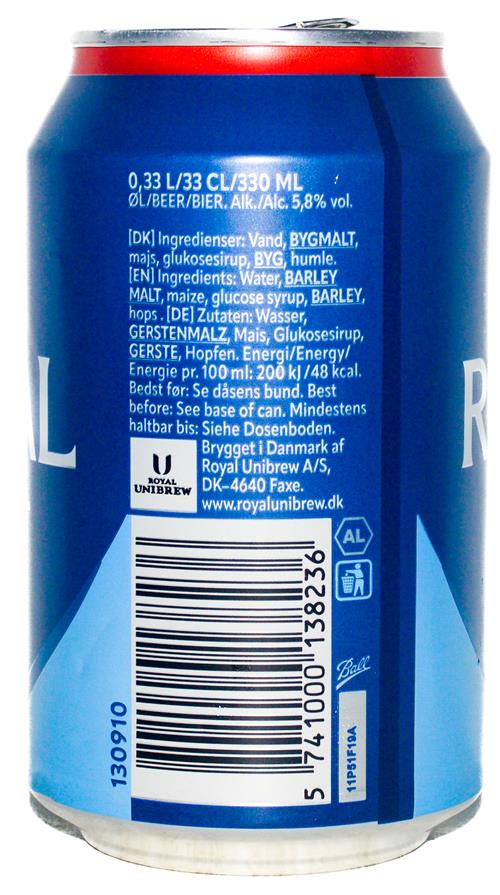 0,33 L/33 CL/330 ML
ØL/BEER/BIER. Alk./Alc. 5,8% vol.
[DK] Ingredienser: Vand, BYGMALT,
majs, glukosesirup, BYG, humle.
[EN] Ingredients: Water, BARLEY
MALT, maize, glucose syrup, BARLEY,
hops . [DE] Zutaten: Wasser,
GERSTENMALZ, Mais, Glukosesirup,
GERSTE, Hopfen. Energi/Energy/
Energie pr. 100 ml: 200 kJ /48 kcal.
Bedst før: Se dåsens bund. Best
before: See base of can. Mindestens
haltbar bis: Siehe Dosenboden.
Brygget i Danmark af
Royal Unibrew A/S,
DK-4640 Faxe.
www.royalunibrew.dk
ROYAL
UNIBREW
AL
Ball
11P51F19A
5 741000 138236
130910
AL
R